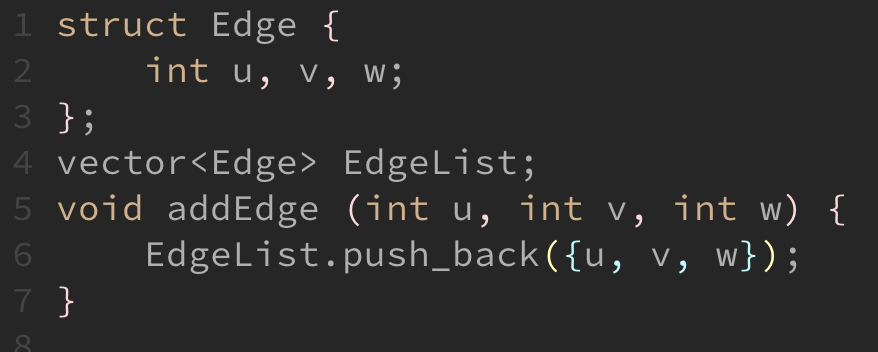 1 struct Edge {
2     int u, v, w;
3 };
4 vector<Edge> EdgeList;
5 void addEdge (int u, int v, int w) {
6     EdgeList.push_back({u, v, w});
7 }
8